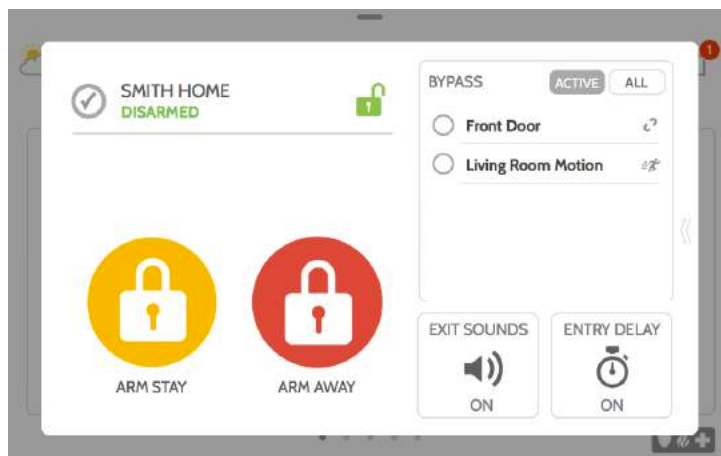 SMITH HOME
DISARMED
ARM STAY
ARM AWAY
BYPASS
ACTIVE
ALL
Front Door
Living Room Motion
EXIT SOUNDS
ON
ENTRY DELAY
ON
1